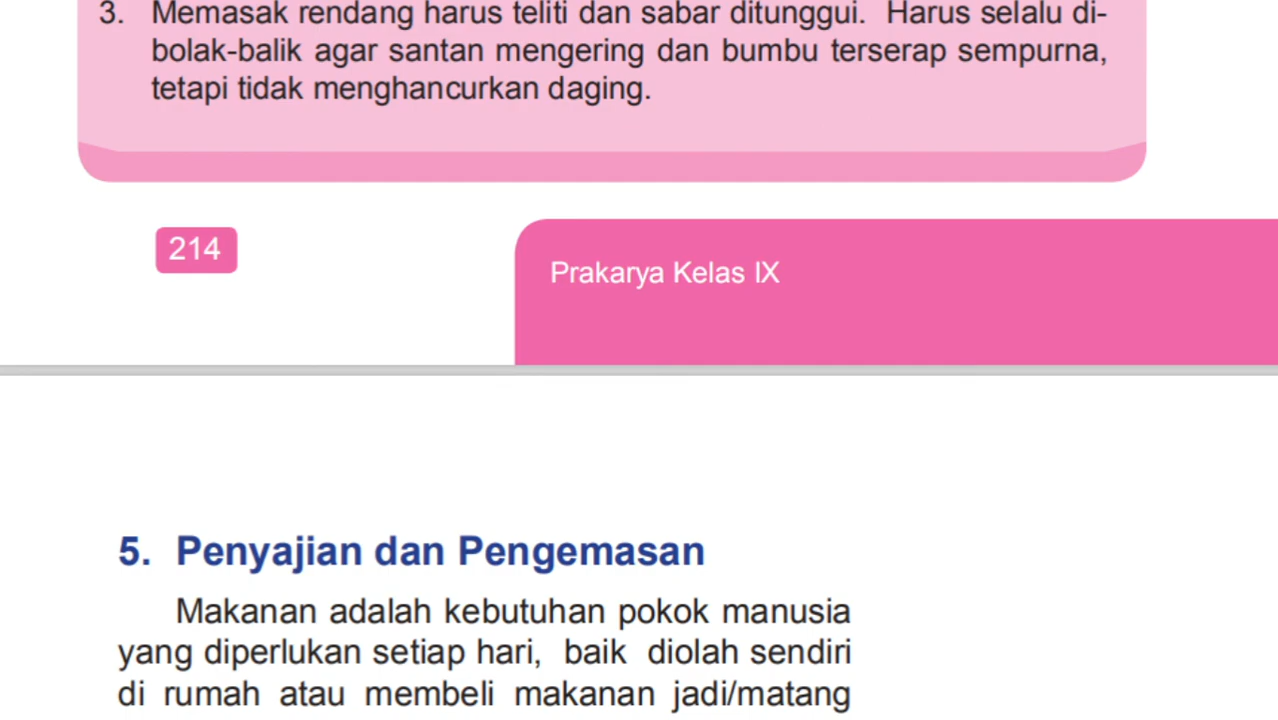 3. Memasak rendang harus teliti dan sabar ditunggui. Harus selalu di-
bolak-balik agar santan mengering dan bumbu terserap sempurna,
tetapi tidak menghancurkan daging.
214
Prakarya Kelas IX
5. Penyajian dan Pengemasan
Makanan adalah kebutuhan pokok manusia
yang diperlukan setiap hari, baik diolah sendiri
di rumah atau membeli makanan jadi/matang